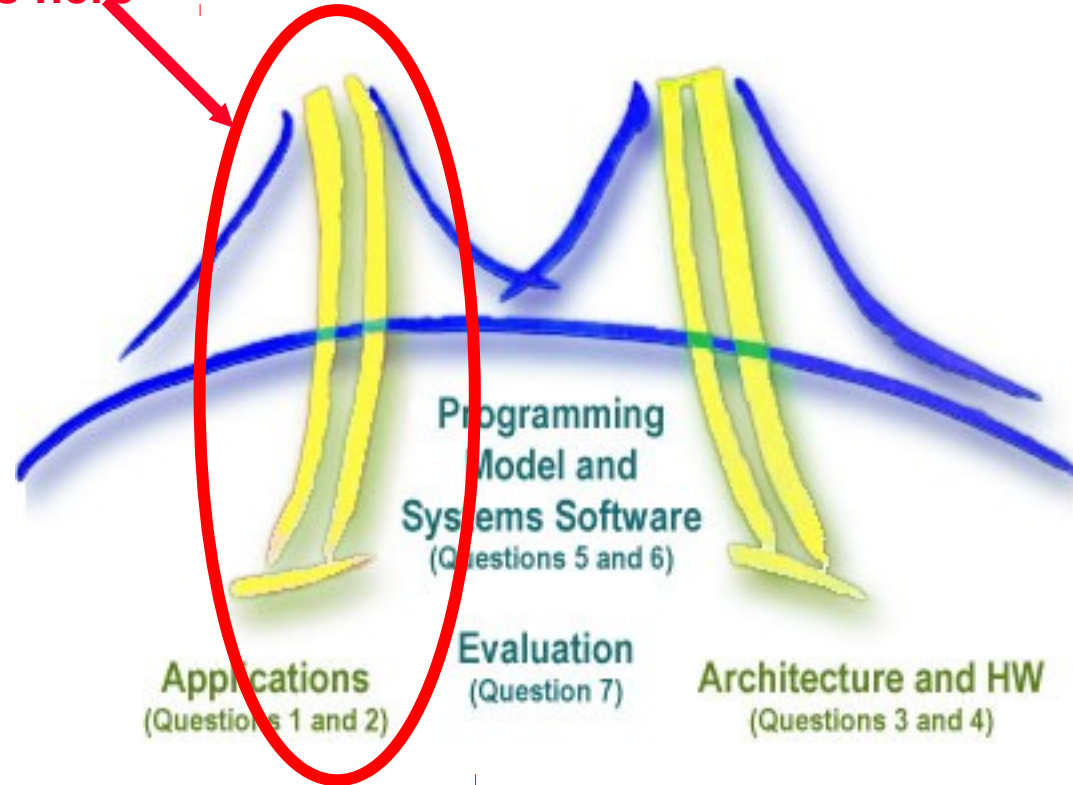 Programming
Model and
Systems Software
(Questions 5 and 6)
Evaluation
(Question 7)
Applications
(Questions 1 and 2)
Architecture and HW
(Questions 3 and 4)